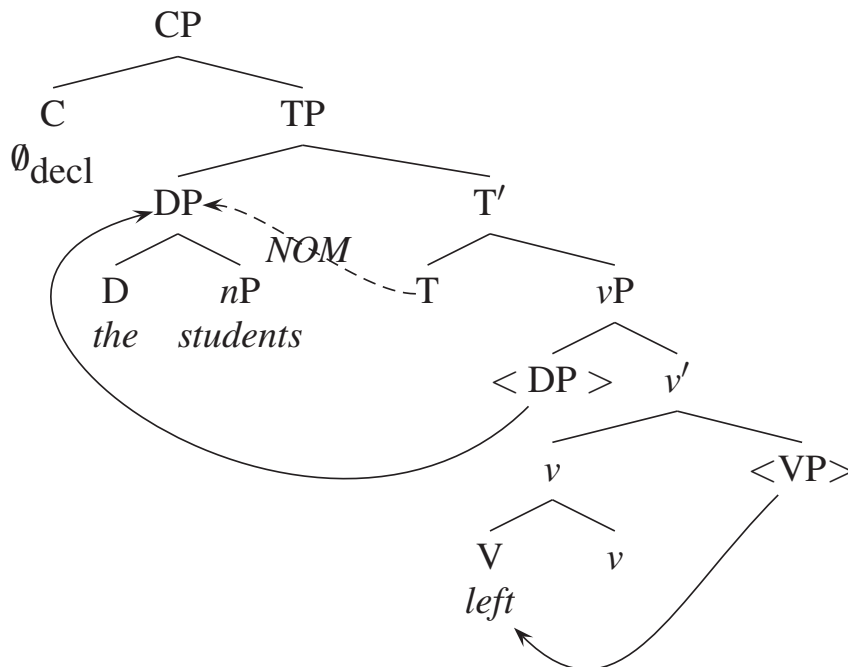 CP
C TP
∅decl
DP T′
NOM
D nP T vP
the students
< DP > v′
v <VP>
V v
left